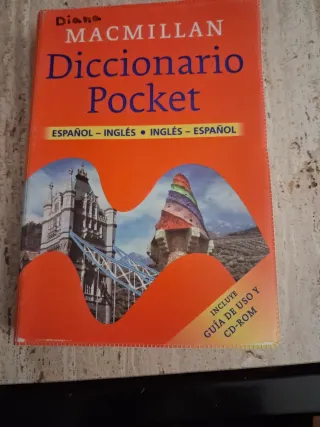 Diana
MACMILLAN
Diccionario
Pocket
ESPAÑOL – INGLÉS • INGLÉS – ESPAÑOL
INCLUYE
GUÍA DE USO Y
CD-ROM